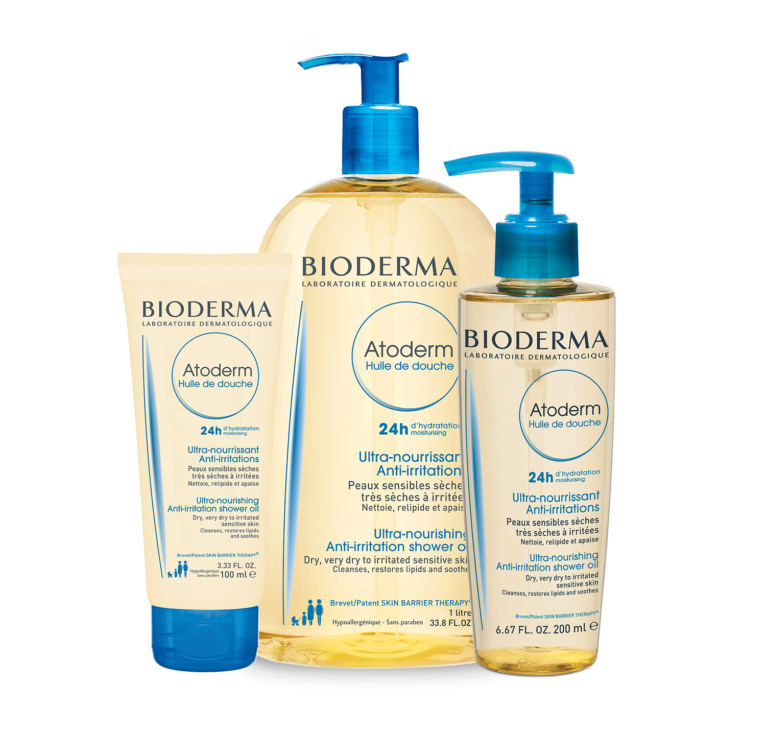 BIODERMA
LABORATOIRE DERMATOLOGIQUE
Atoderm
Huile de douche
24h d'hydratation
moisturising
Ultra-nourrissant
Anti-irritations
Peaux sensibles sèches
très sèches à irritées
Nettoie, relipide et apaise
Ultra-nourishing
Anti-irritation shower oil
Dry, very dry to irritated
sensitive skin
Cleanses, restores lipids
and soothes
Brevet/Patent SKIN BARRIER THERAPY®
Hypoallergénique
Sans paraben
3.33 FL. OZ.
100 ml e
BIODERMA
LABORATOIRE DERMATOLOGIQUE
Atoderm
Huile de douche
24h d'hydratation
moisturising
Ultra-nourrissan
Anti-irritation
Peaux sensibles sèche
très sèches à irritée
Nettoie, relipide et apais
Ultra-nourishing
Anti-irritation shower o
Dry, very dry to irritated sensitive ski
Cleanses, restores lipids and soothe
Brevet/Patent SKIN BARRIER THERAPY
1 litre
Hypoallergénique - Sans paraben 33.8 FL.OZ
BIODERMA
LABORATOIRE DERMATOLOGIQUE
Atoderm
Huile de douche
24h d'hydratation
moisturising
Ultra-nourrissant
Anti-irritations
Peaux sensibles sèches
très sèches à irritées
Nettoie, relipide et apaise
Ultra-nourishing
Anti-irritation shower oil
Dry, very dry to irritated
sensitive skin
Cleanses, restores lipids and soothes
Brevet/Patent SKIN BARRIER THERAPY®
6.67 FL. OZ. 200 ml e